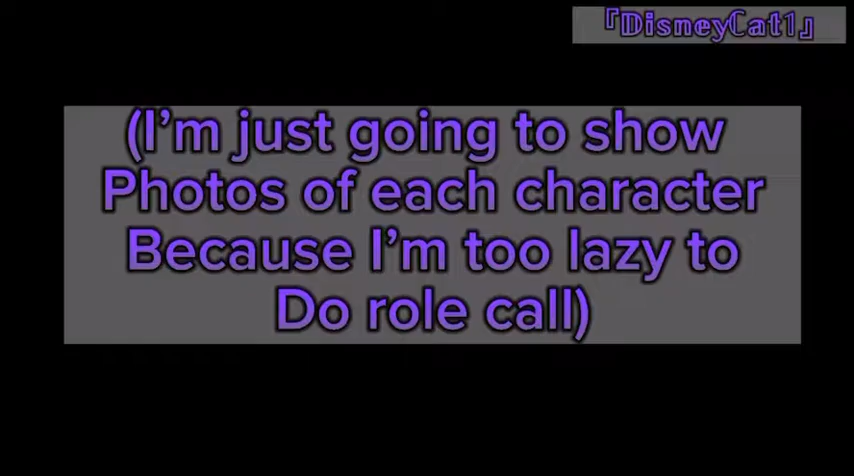 『DisneyCat1』
(I’m just going to show
Photos of each character
Because I’m too lazy to
Do role call)